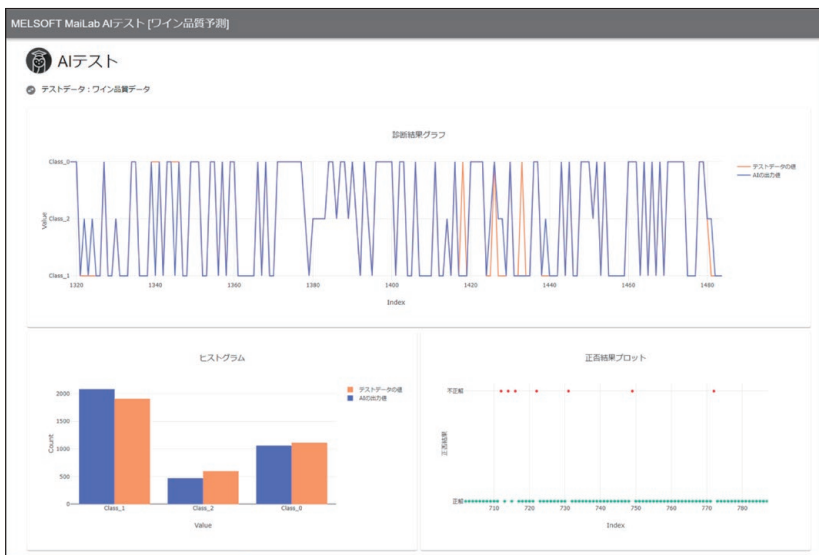 MELSOFT MaiLab AIテスト [ワイン品質予測]
AIテスト
テストデータ：ワイン品質データ
診断結果グラフ
Class_0
Class_2
Class_1
Value
1320 1340 1360 1380 1400 1420 1440 1460 1480
Index
テストデータの値
AIの出力値
ヒストグラム
2000
1500
1000
500
0
Count
Class_1 Class_2 Class_0
Value
テストデータの値
AIの出力値
正否結果プロット
不正解
正否結果
正解
710 720 730 740 750 760 770 780
Index